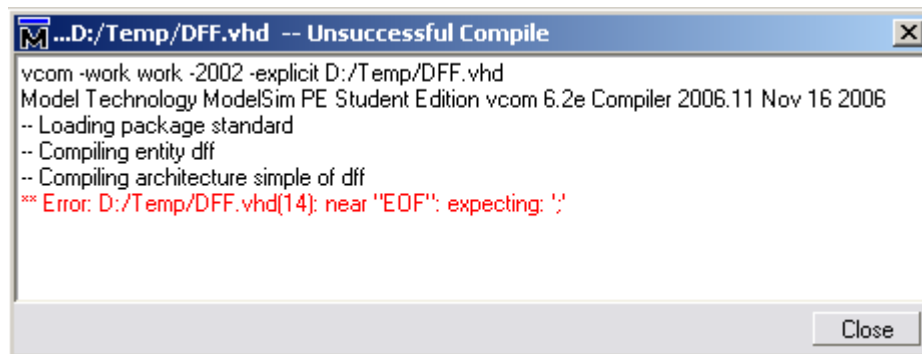 ...D:/Temp/DFF.vhd -- Unsuccessful Compile
vcom -work work -2002 -explicit D:/Temp/DFF.vhd
Model Technology ModelSim PE Student Edition vcom 6.2e Compiler 2006.11 Nov 16 2006
-- Loading package standard
-- Compiling entity dff
-- Compiling architecture simple of dff
** Error: D:/Temp/DFF.vhd(14): near "EOF": expecting: ';'
Close